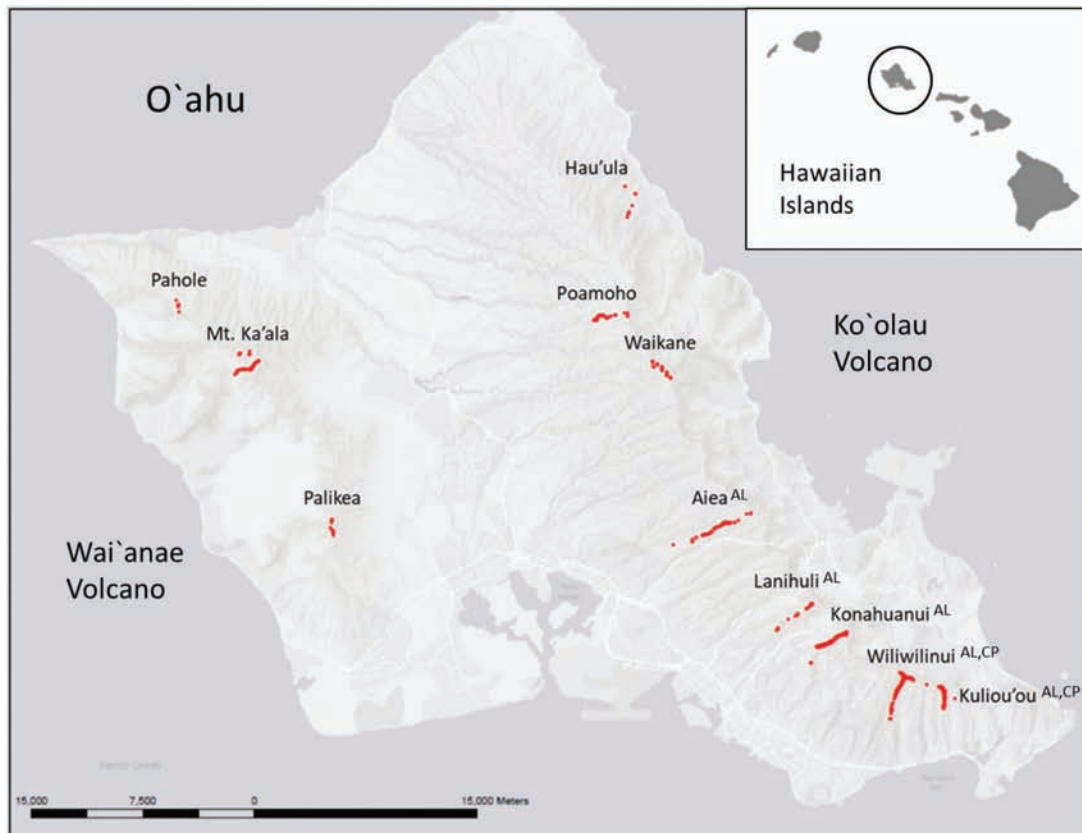 O`ahu
Hawaiian
Islands
Hau'ula
Pahole
Poamoho
Mt. Ka'ala
Waikane
Ko`olau
Volcano
Palikea
Aiea AL
Wai`anae
Volcano
Lanihuli AL
Konahuanui AL
Wiliwilinui AL,CP
Kuliou'ou AL,CP
15,000 7,500 0 15,000 Meters